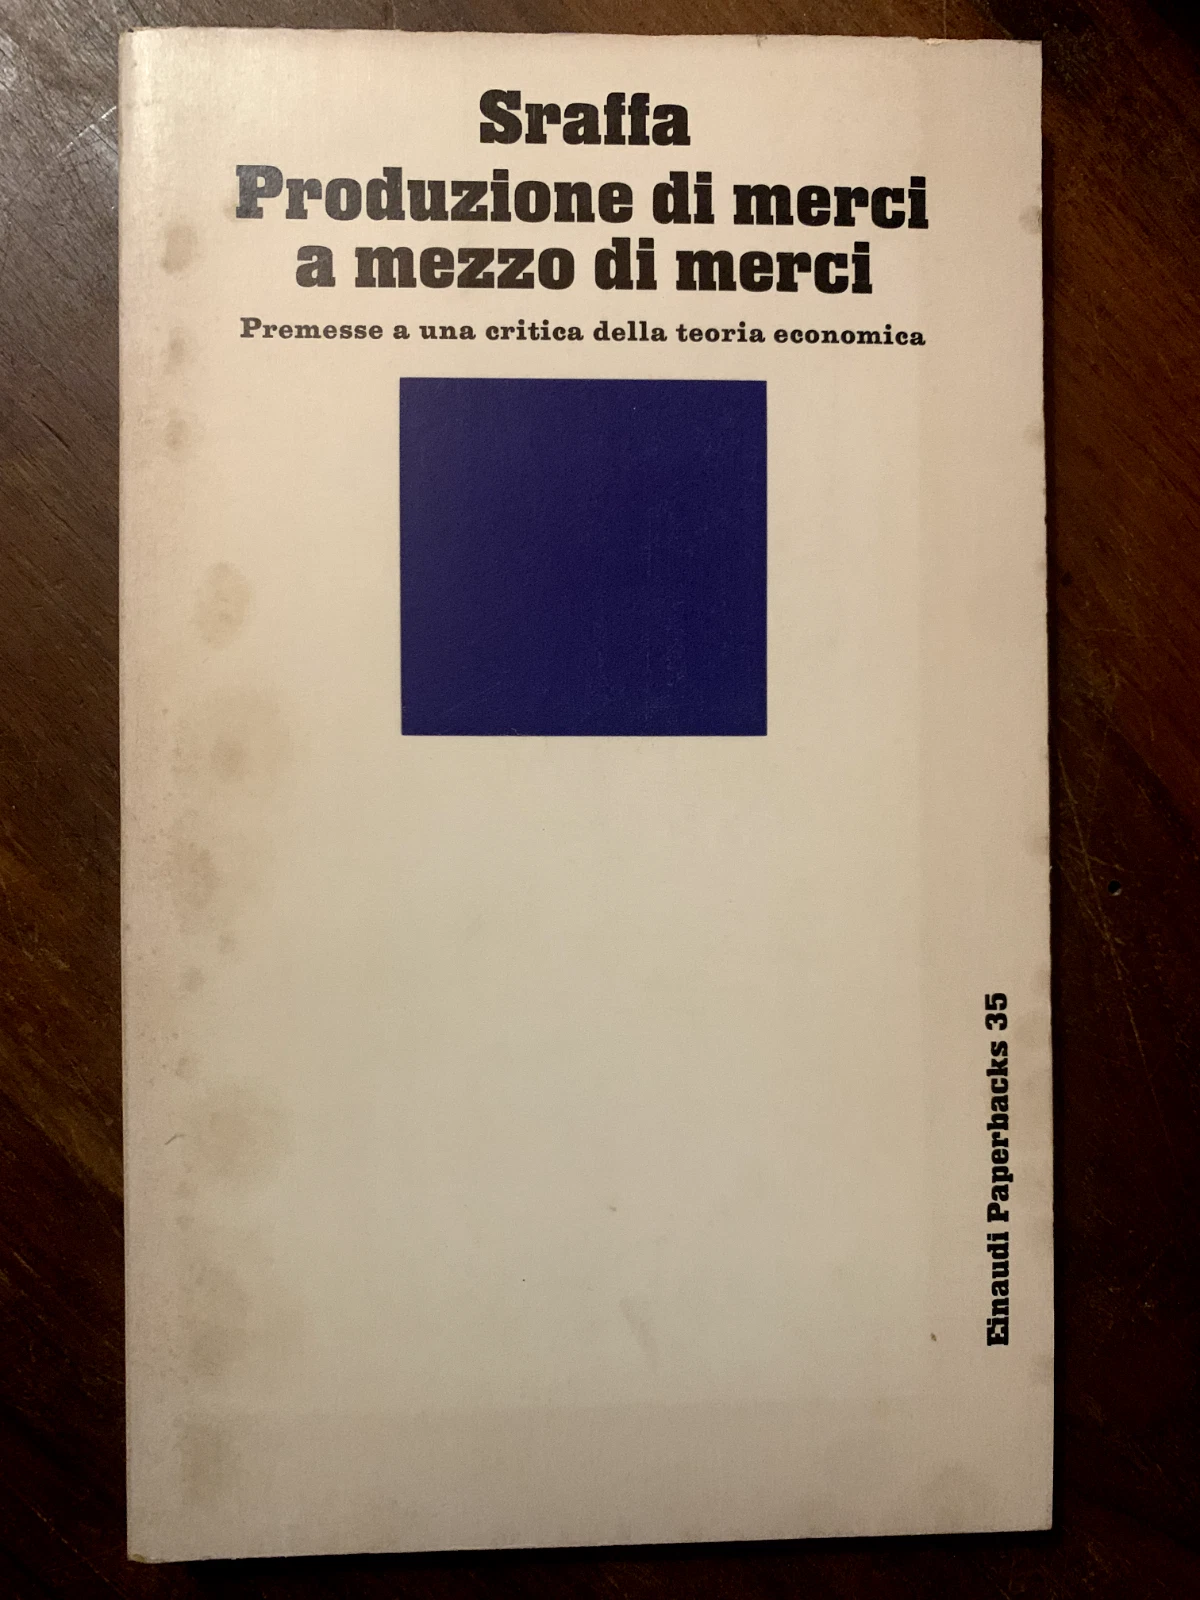 Sraffa
Produzione di merci
a mezzo di merci
Premesse a una critica della teoria economica
Einaudi Paperbacks 35